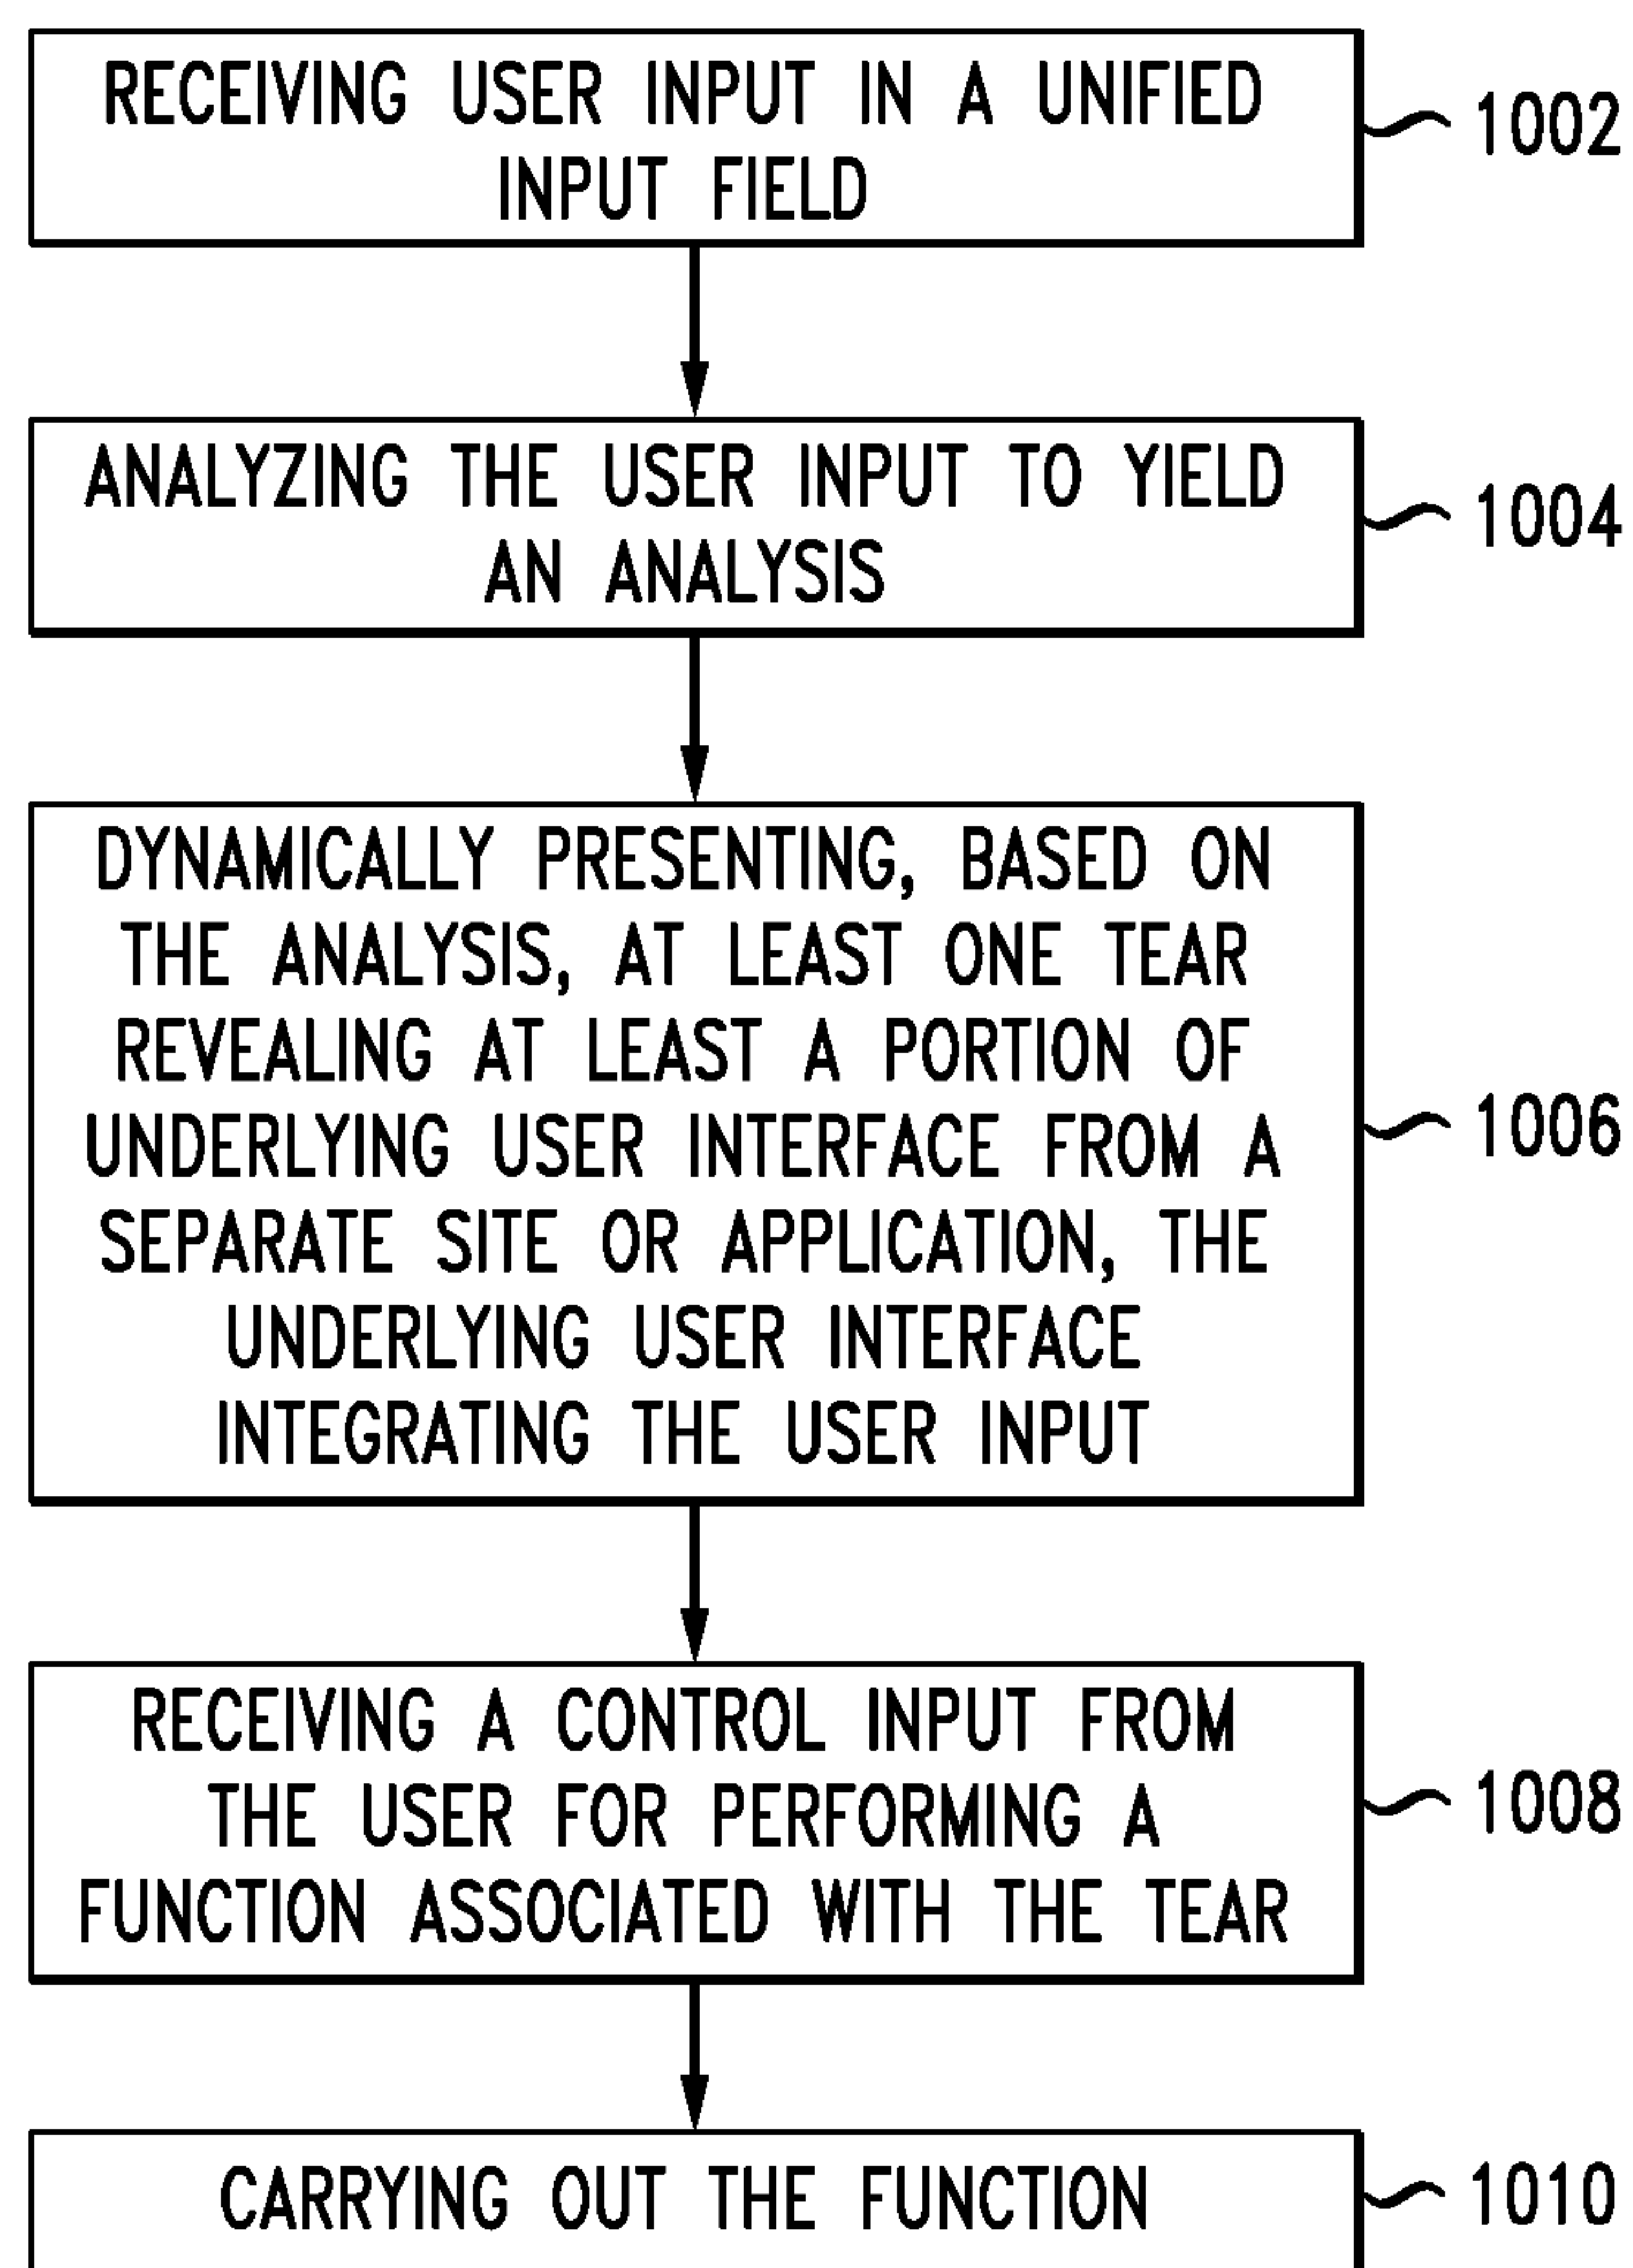 RECEIVING USER INPUT IN A UNIFIED
INPUT FIELD
1002
ANALYZING THE USER INPUT TO YIELD
AN ANALYSIS
1004
DYNAMICALLY PRESENTING, BASED ON
THE ANALYSIS, AT LEAST ONE TEAR
REVEALING AT LEAST A PORTION OF
UNDERLYING USER INTERFACE FROM A
SEPARATE SITE OR APPLICATION, THE
UNDERLYING USER INTERFACE
INTEGRATING THE USER INPUT
1006
RECEIVING A CONTROL INPUT FROM
THE USER FOR PERFORMING A
FUNCTION ASSOCIATED WITH THE TEAR
1008
CARRYING OUT THE FUNCTION
1010